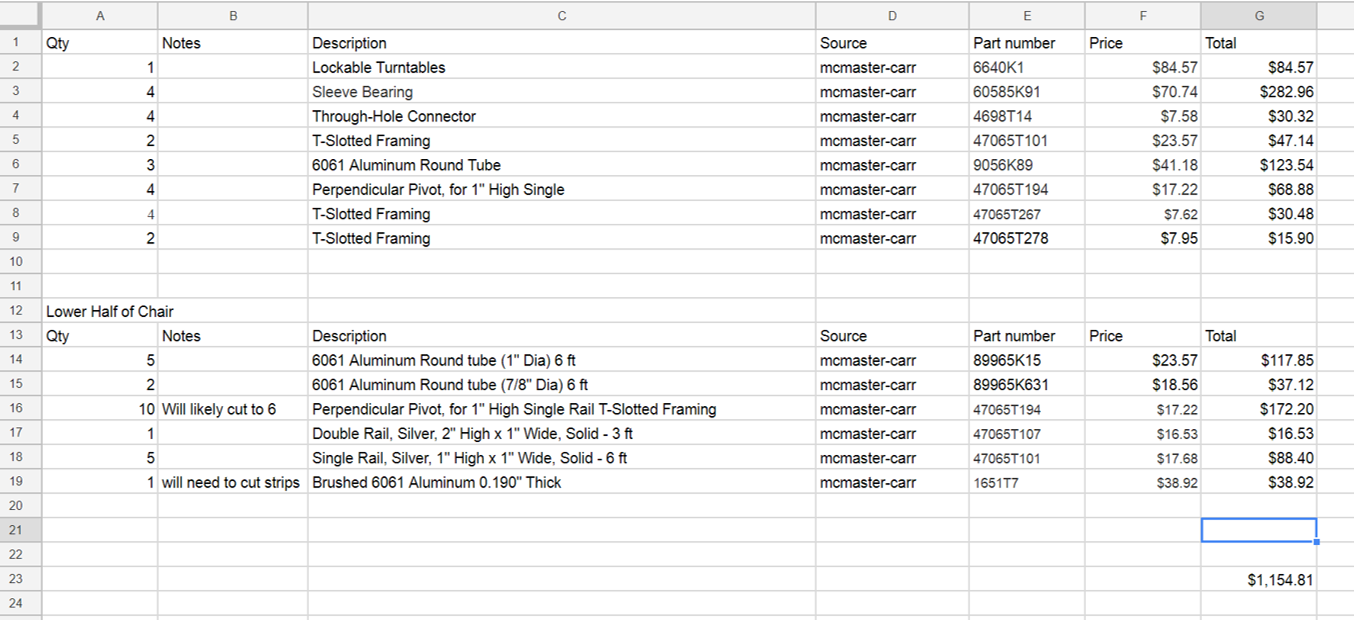 A B C D E F G
1 Qty Notes Description Source Part number Price Total
2 1 Lockable Turntables mcmaster-carr 6640K1 $84.57 $84.57
3 4 Sleeve Bearing mcmaster-carr 60585K91 $70.74 $282.96
4 4 Through-Hole Connector mcmaster-carr 4698T14 $7.58 $30.32
5 2 T-Slotted Framing mcmaster-carr 47065T101 $23.57 $47.14
6 3 6061 Aluminum Round Tube mcmaster-carr 9056K89 $41.18 $123.54
7 4 Perpendicular Pivot, for 1" High Single mcmaster-carr 47065T194 $17.22 $68.88
8 4 T-Slotted Framing mcmaster-carr 47065T267 $7.62 $30.48
9 2 T-Slotted Framing mcmaster-carr 47065T278 $7.95 $15.90
10
11
12 Lower Half of Chair
13 Qty Notes Description Source Part number Price Total
14 5 6061 Aluminum Round tube (1" Dia) 6 ft mcmaster-carr 89965K15 $23.57 $117.85
15 2 6061 Aluminum Round tube (7/8" Dia) 6 ft mcmaster-carr 89965K631 $18.56 $37.12
16 10 Will likely cut to 6 Perpendicular Pivot, for 1" High Single Rail T-Slotted Framing mcmaster-carr 47065T194 $17.22 $172.20
17 1 Double Rail, Silver, 2" High x 1" Wide, Solid - 3 ft mcmaster-carr 47065T107 $16.53 $16.53
18 5 Single Rail, Silver, 1" High x 1" Wide, Solid - 6 ft mcmaster-carr 47065T101 $17.68 $88.40
19 1 will need to cut strips Brushed 6061 Aluminum 0.190" Thick mcmaster-carr 1651T7 $38.92 $38.92
20
21
22
23 $1,154.81
24